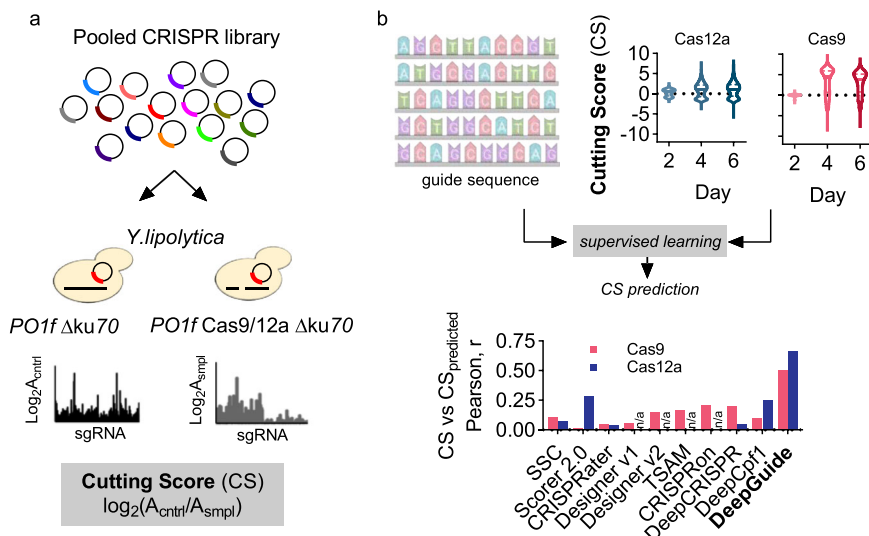 a
Pooled CRISPR library
Y.lipolytica
PO1f Δku70
PO1f Cas9/12a Δku70
Log2Acntrl
sgRNA
Log2Asmpl
sgRNA
Cutting Score (CS)
log2(Acntrl/Asmpl)
b
A G C T T A C C G T
A T G C G A C T T C
T C A G G C T A C T
G T A G G C A T C T
G C A G C G G C A C
guide sequence
Cutting Score (CS)
Cas12a
Cas9
10
5
0
-5
-10
2 4 6
2 4 6
Day
Day
supervised learning
CS prediction
CS vs CSpredicted
Pearson, r
0.75
0.50
0.25
0.00
Cas9
Cas12a
n/a
n/a
n/a
n/a
SSC
Scorer 2.0
CRISPRater
Designer v1
Designer v2
TSAM
CRISPRon
DeepCRISPR
DeepCpf1
DeepGuide